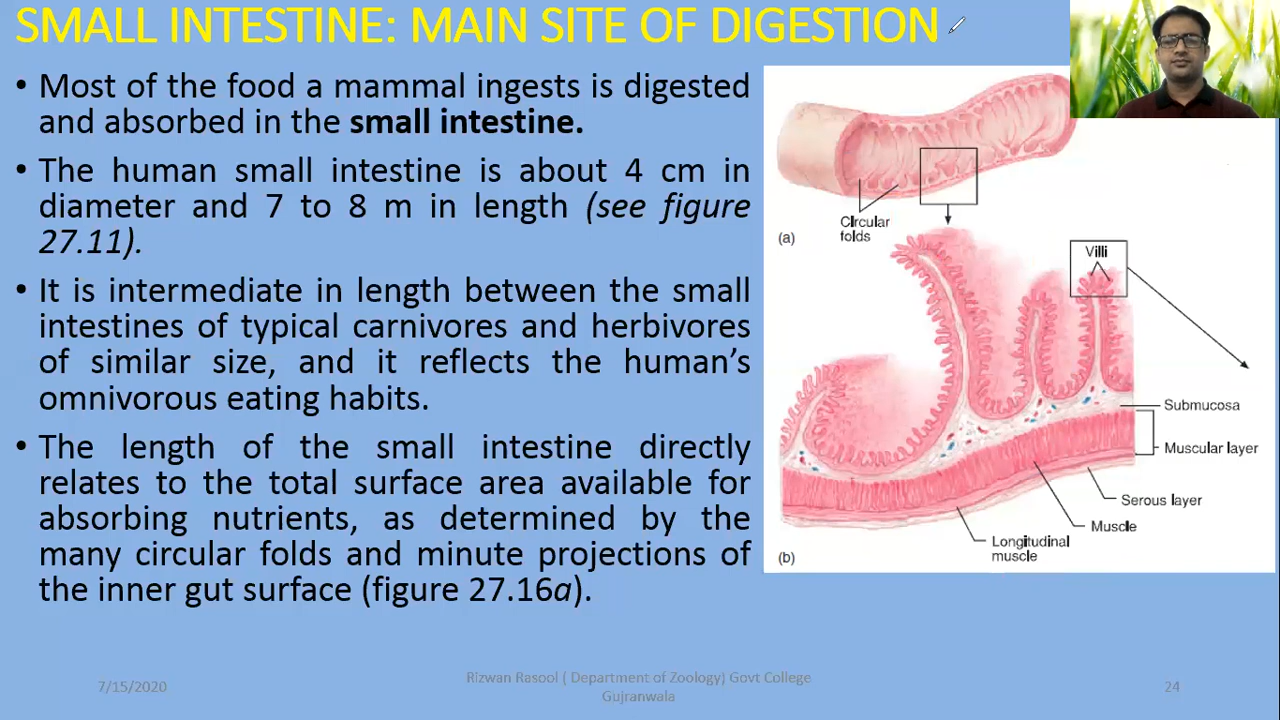 SMALL INTESTINE: MAIN SITE OF DIGESTION
• Most of the food a mammal ingests is digested
and absorbed in the small intestine.
• The human small intestine is about 4 cm in
diameter and 7 to 8 m in length (see figure
27.11).
• It is intermediate in length between the small
intestines of typical carnivores and herbivores
of similar size, and it reflects the human’s
omnivorous eating habits.
• The length of the small intestine directly
relates to the total surface area available for
absorbing nutrients, as determined by the
many circular folds and minute projections of
the inner gut surface (figure 27.16a).
Circular
folds
(a)
Villi
Submucosa
Muscular layer
Serous layer
Muscle
Longitudinal
muscle
(b)
7/15/2020
Rizwan Rasool ( Department of Zoology) Govt College
Gujranwala
24